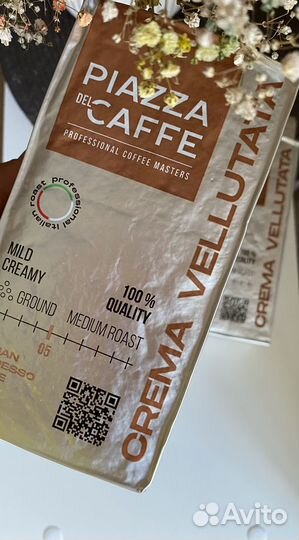 PIAZZA
DEL
CAFFE
PROFESSIONAL COFFEE MASTERS
professional italian roast
CREMA VELLUTATA
MILD
CREAMY
100 %
QUALITY
GROUND
MEDIUM ROAST
05
CREMA VELLUTATA
Avito